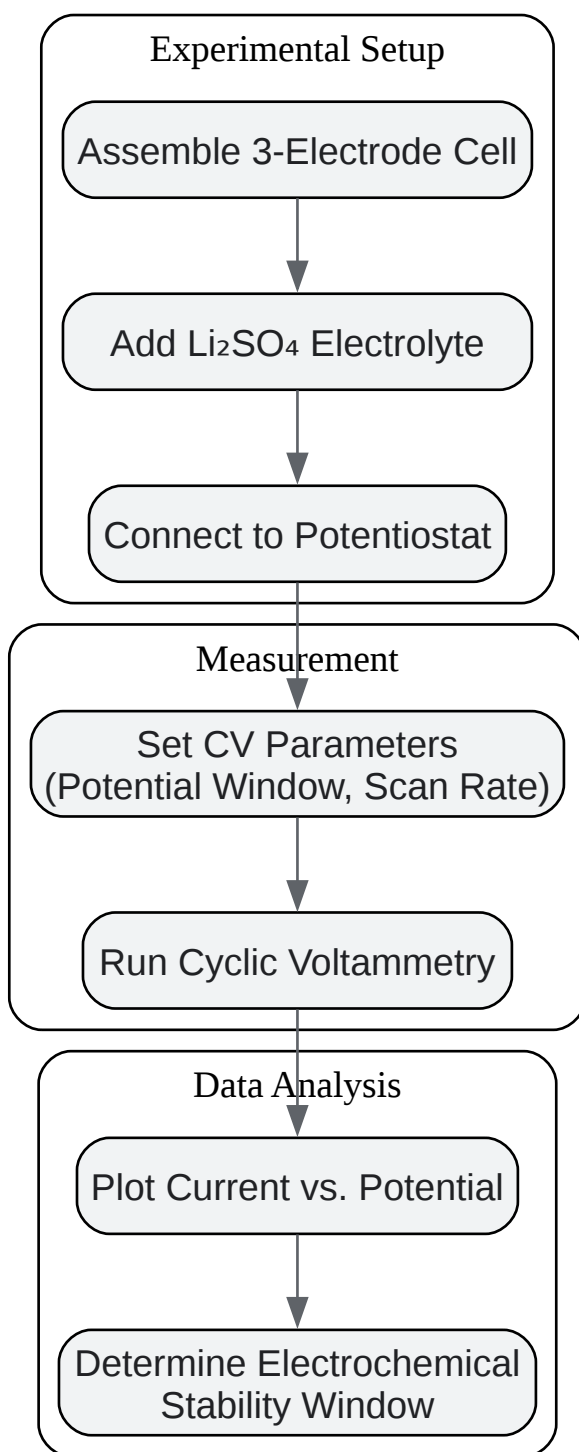 Experimental Setup
Assemble 3-Electrode Cell
Add Li₂SO₄ Electrolyte
Connect to Potentiostat
Measurement
Set CV Parameters
(Potential Window, Scan Rate)
Run Cyclic Voltammetry
Data Analysis
Plot Current vs. Potential
Determine Electrochemical
Stability Window